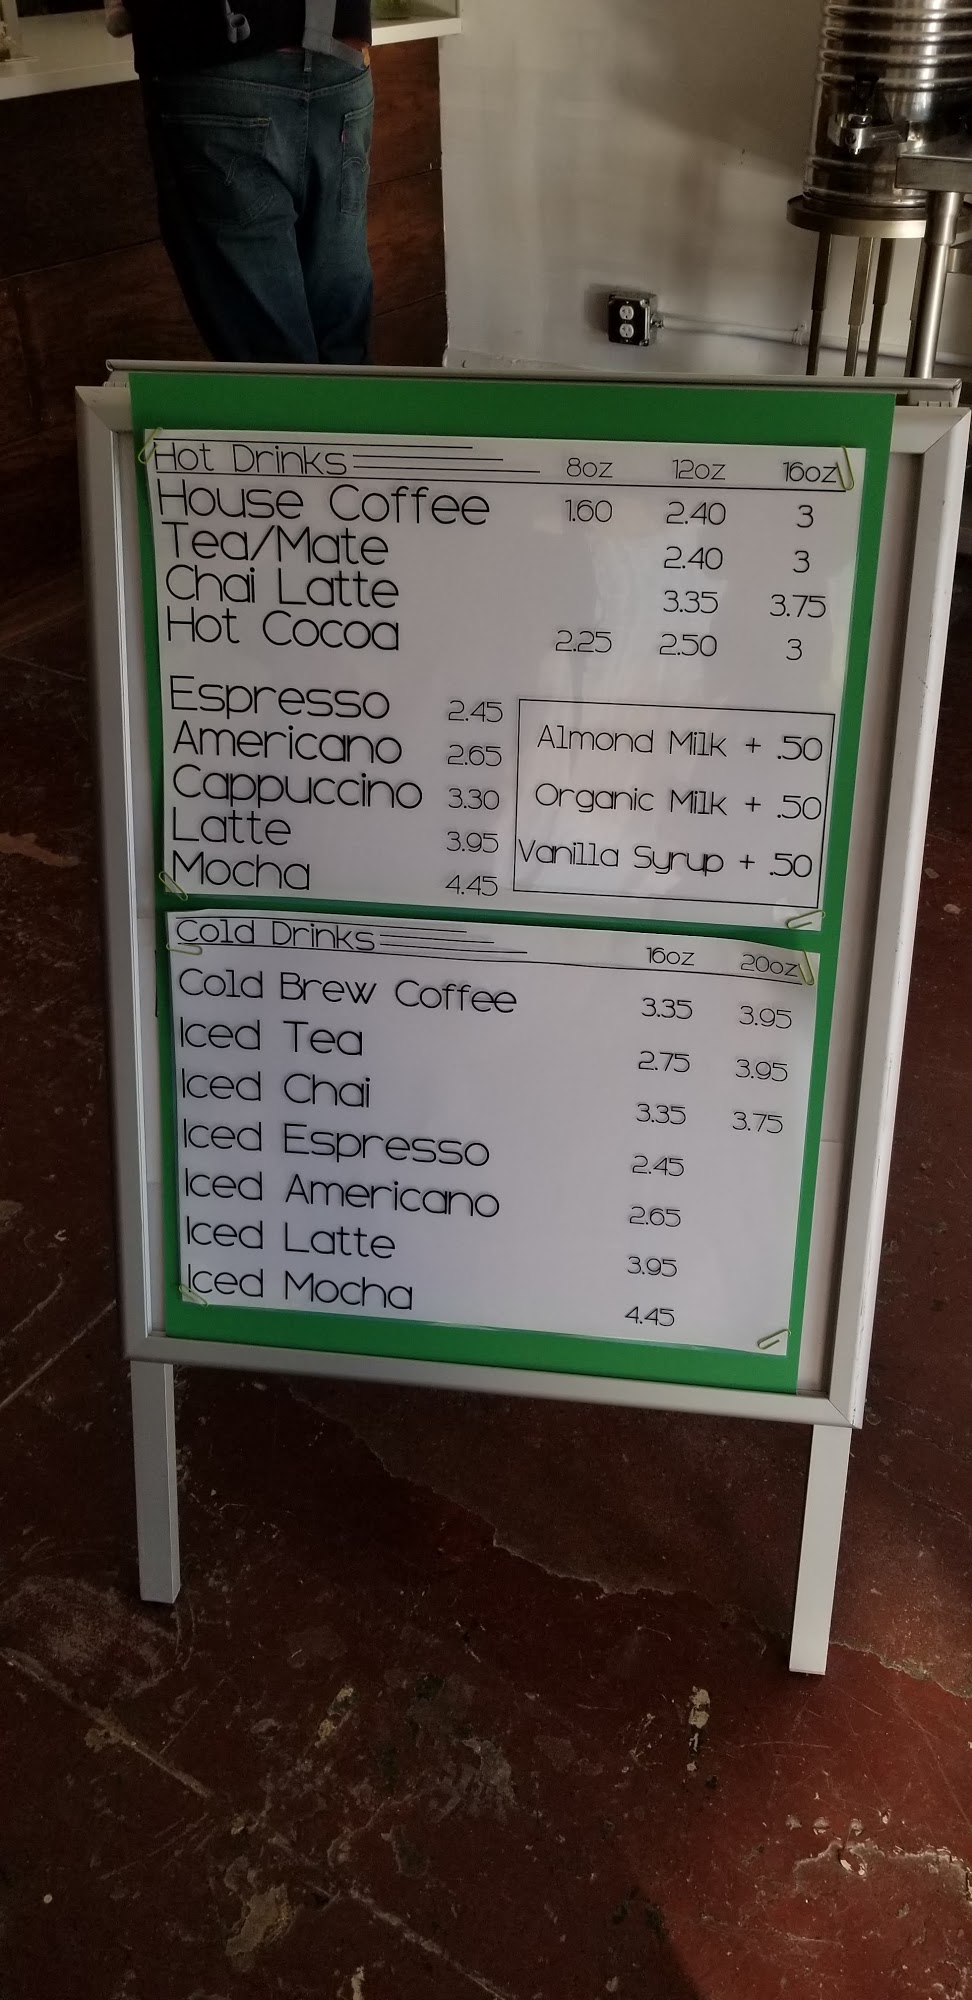 Hot Drinks 8oz 12oz 16oz
House Coffee 1.60 2.40 3
Tea/Mate 2.40 3
Chai Latte 3.35 3.75
Hot Cocoa 2.25 2.50 3
Espresso 2.45
Americano 2.65
Cappuccino 3.30
Latte 3.95
Mocha 4.45
Almond Milk + .50
Organic Milk + .50
Vanilla Syrup + .50
Cold Drinks 16oz 20oz
Cold Brew Coffee 3.35 3.95
Iced Tea 2.75 3.95
Iced Chai 3.35 3.75
Iced Espresso 2.45
Iced Americano 2.65
Iced Latte 3.95
Iced Mocha 4.45